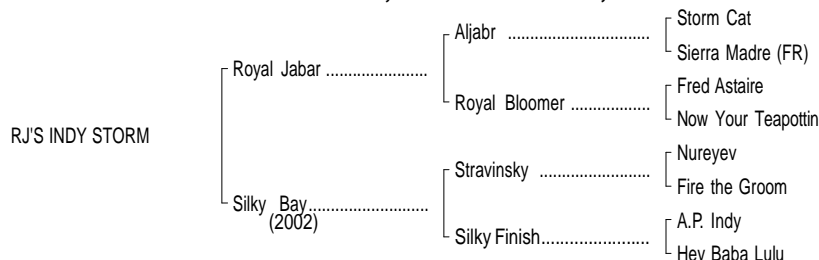 Storm Cat
Aljabr ..............................
Sierra Madre (FR)
Royal Jabar ......................
Fred Astaire
Royal Bloomer .................
Now Your Teapottin
RJ'S INDY STORM
Nureyev
Stravinsky .......................
Fire the Groom
Silky Bay.........................
(2002)
A.P. Indy
Silky Finish.......................
Hey Baba Lulu